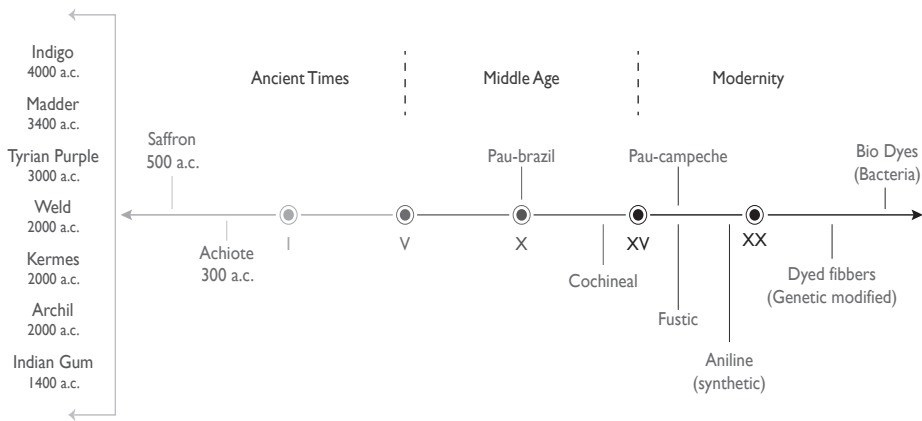 Indigo
4000 a.c.
Madder
3400 a.c.
Tyrian Purple
3000 a.c.
Weld
2000 a.c.
Kermes
2000 a.c.
Archil
2000 a.c.
Indian Gum
1400 a.c.
Ancient Times
Middle Age
Modernity
Saffron
500 a.c.
Pau-brazil
Pau-campeche
Bio Dyes
(Bacteria)
I
V
X
XV
XX
Achiote
300 a.c.
Cochineal
Fustic
Aniline
(synthetic)
Dyed fibbers
(Genetic modified)